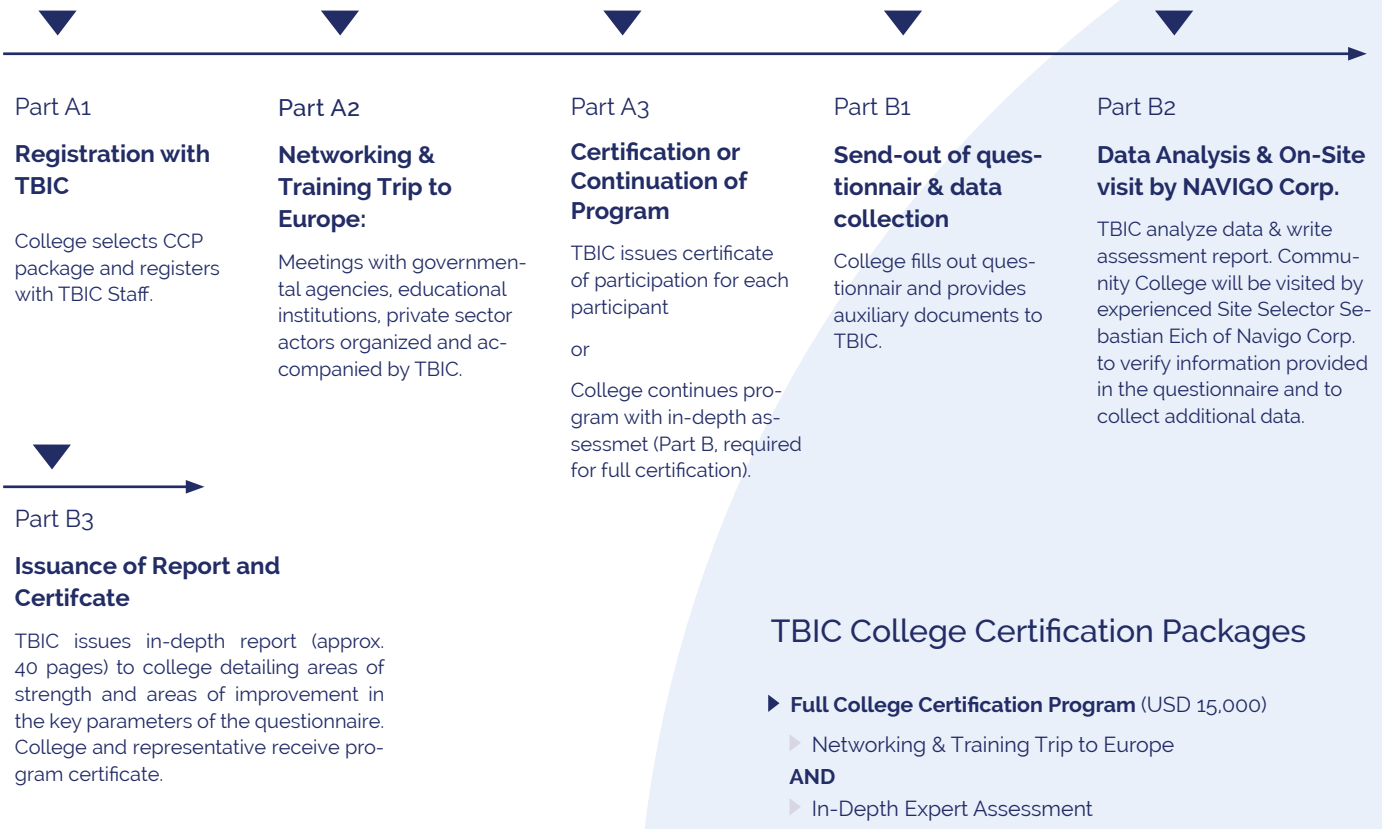 Part A1
Registration with
TBIC
College selects CCP
package and registers
with TBIC Staff.
Part A2
Networking &
Training Trip to
Europe:
Meetings with governmen-
tal agencies, educational
institutions, private sector
actors organized and ac-
companied by TBIC.
Part A3
Certification or
Continuation of
Program
TBIC issues certificate
of participation for each
participant
or
College continues pro-
gram with in-depth as-
sessmet (Part B, required
for full certification).
Part B1
Send-out of ques-
tionnair & data
collection
College fills out ques-
tionnair and provides
auxiliary documents to
TBIC.
Part B2
Data Analysis & On-Site
visit by NAVIGO Corp.
TBIC analyze data & write
assessment report. Commu-
nity College will be visited by
experienced Site Selector Se-
bastian Eich of Navigo Corp.
to verify information provided
in the questionnaire and to
collect additional data.
Part B3
Issuance of Report and
Certifcate
TBIC issues in-depth report (approx.
40 pages) to college detailing areas of
strength and areas of improvement in
the key parameters of the questionnaire.
College and representative receive pro-
gram certificate.
TBIC College Certification Packages
Full College Certification Program (USD 15,000)
Networking & Training Trip to Europe
AND
In-Depth Expert Assessment